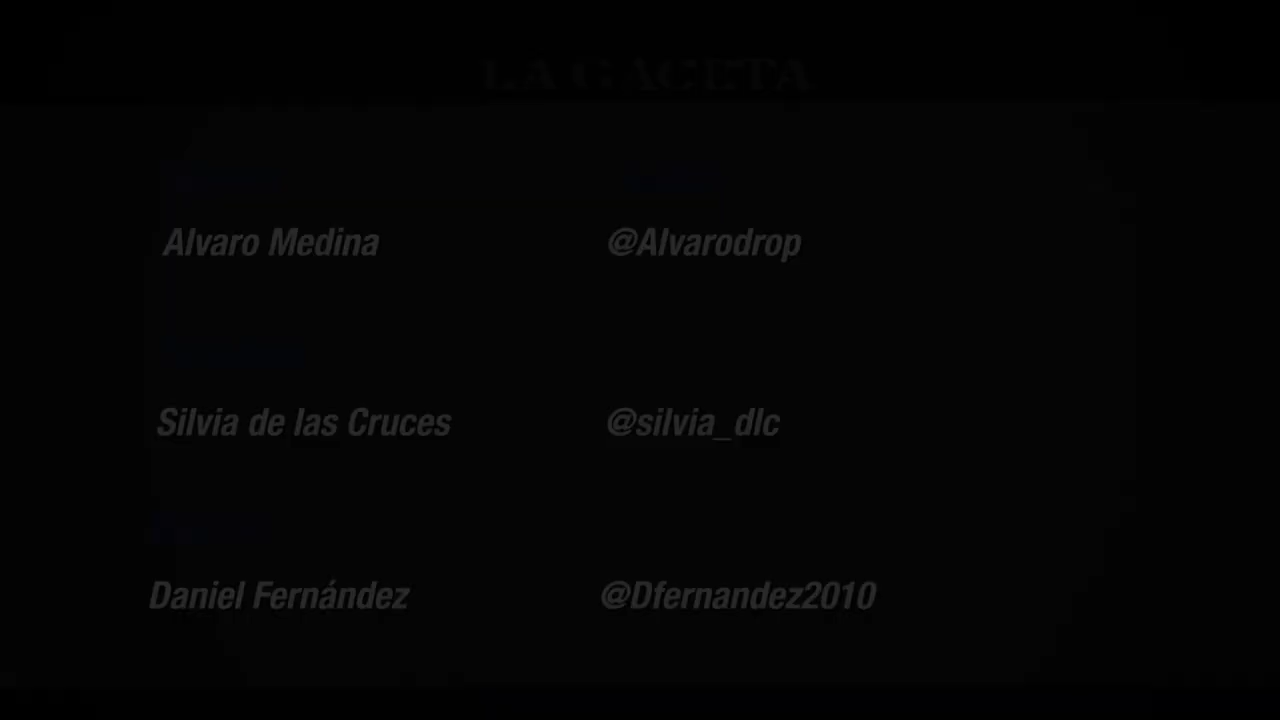 LA GACETA
Alvaro Medina @Alvarodrop
Silvia de las Cruces @silvia_dlc
Daniel Fernández @Dfernandez2010